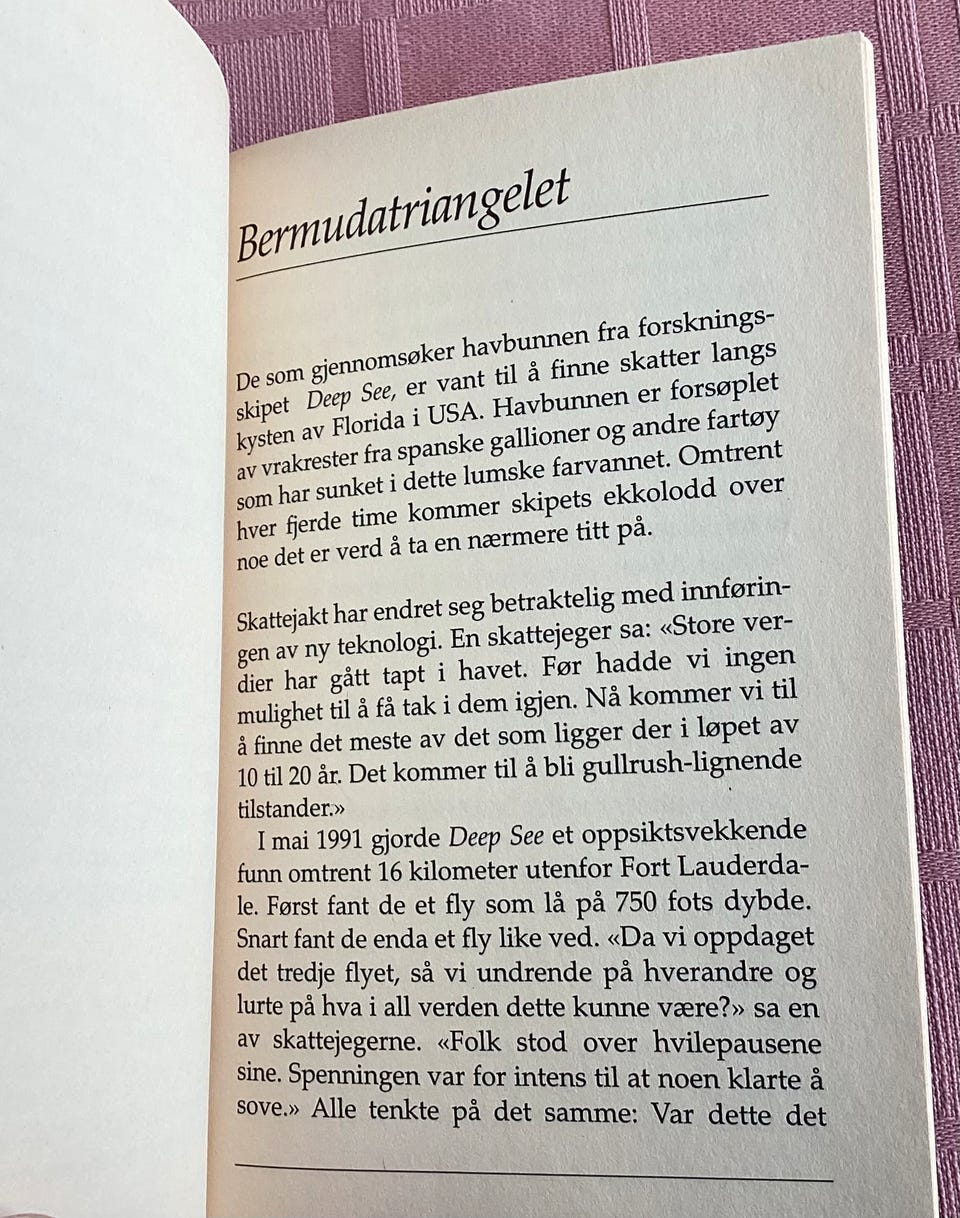 Bermudatriangelet
De som gjennomsøker havbunnen fra forsknings-
skipet Deep See, er vant til å finne skatter langs
kysten av Florida i USA. Havbunnen er forsøplet
av vrakrester fra spanske gallioner og andre fartøy
som har sunket i dette lumske farvannet. Omtrent
hver fjerde time kommer skipets ekkolodd over
noe det er verd å ta en nærmere titt på.
Skattejakt har endret seg betraktelig med innførin-
gen av ny teknologi. En skattejeger sa: «Store ver-
dier har gått tapt i havet. Før hadde vi ingen
mulighet til å få tak i dem igjen. Nå kommer vi til
å finne det meste av det som ligger der i løpet av
10 til 20 år. Det kommer til å bli gullrush-lignende
tilstander.»
I mai 1991 gjorde Deep See et oppsiktsvekkende
funn omtrent 16 kilometer utenfor Fort Lauderda-
le. Først fant de et fly som lå på 750 fots dybde.
Snart fant de enda et fly like ved. «Da vi oppdaget
det tredje flyet, så vi undrende på hverandre og
lurte på hva i all verden dette kunne være?» sa en
av skattejegerne. «Folk stod over hvilepausene
sine. Spenningen var for intens til at noen klarte å
sove.» Alle tenkte på det samme: Var dette det